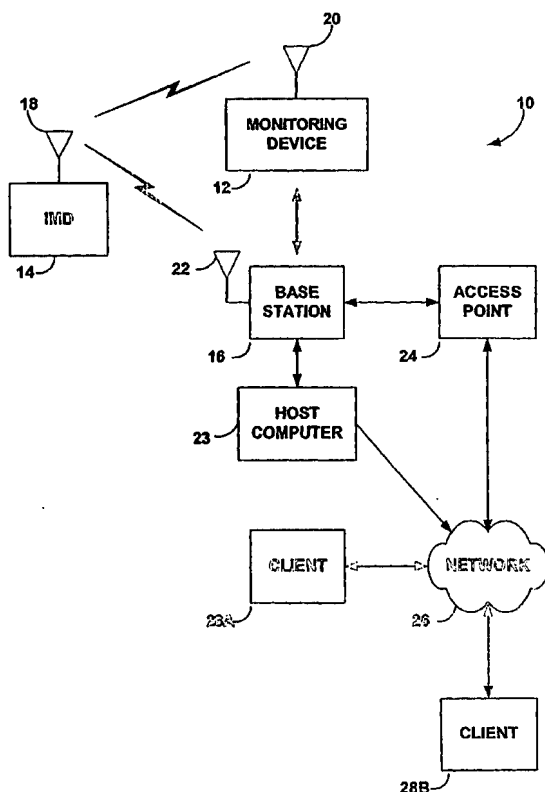 20
18
10
MONITORING
DEVICE
12
IMD
14
22
BASE
STATION
ACCESS
POINT
16
24
HOST
COMPUTER
23
CLIENT
NETWORK
28A
26
CLIENT
28B